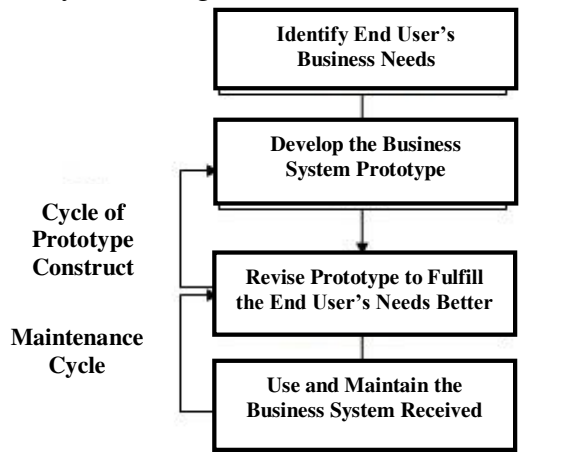 Identify End User's
Business Needs
Develop the Business
System Prototype
Cycle of
Prototype
Construct
Revise Prototype to Fulfill
the End User's Needs Better
Maintenance
Cycle
Use and Maintain the
Business System Received